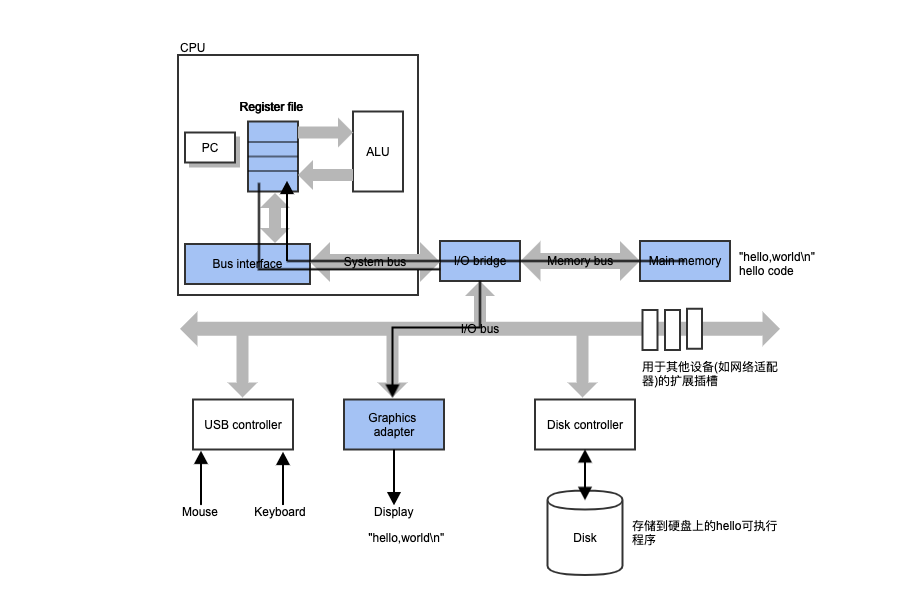 CPU
Register file
PC
ALU
Bus interface
System bus
I/O bridge
Memory bus
Main memory
"hello,world\n"
hello code
I/O bus
用于其他设备(如网络适配
器)的扩展插槽
USB controller
Graphics
adapter
Disk controller
Mouse
Keyboard
Display
"hello,world\n"
Disk
存储到硬盘上的hello可执行
程序